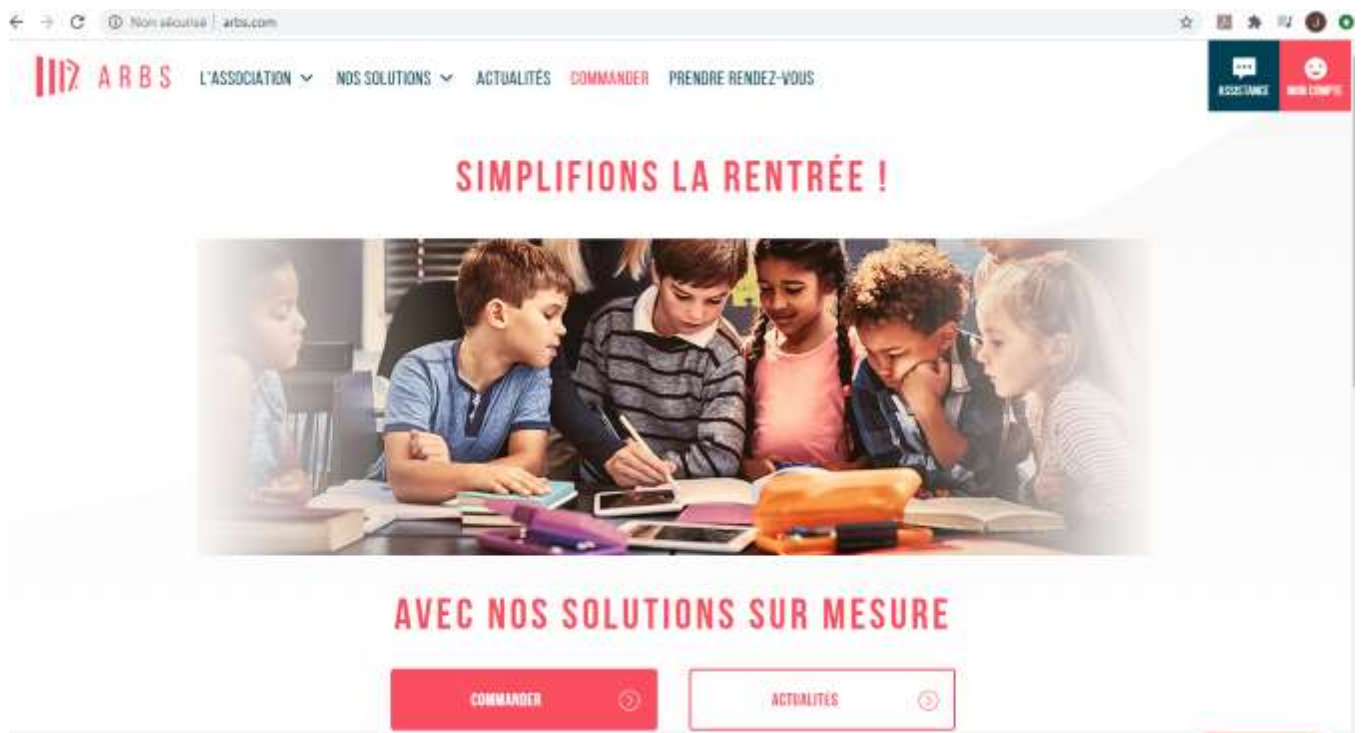 Non sécurisé | arbs.com
ARBS L'ASSOCIATION NOS SOLUTIONS ACTUALITÉS COMMANDER PRENDRE RENDEZ-VOUS
ASSISTANCE MON COMPTE
SIMPLIFIONS LA RENTRÉE !
AVEC NOS SOLUTIONS SUR MESURE
COMMANDER ACTUALITÉS